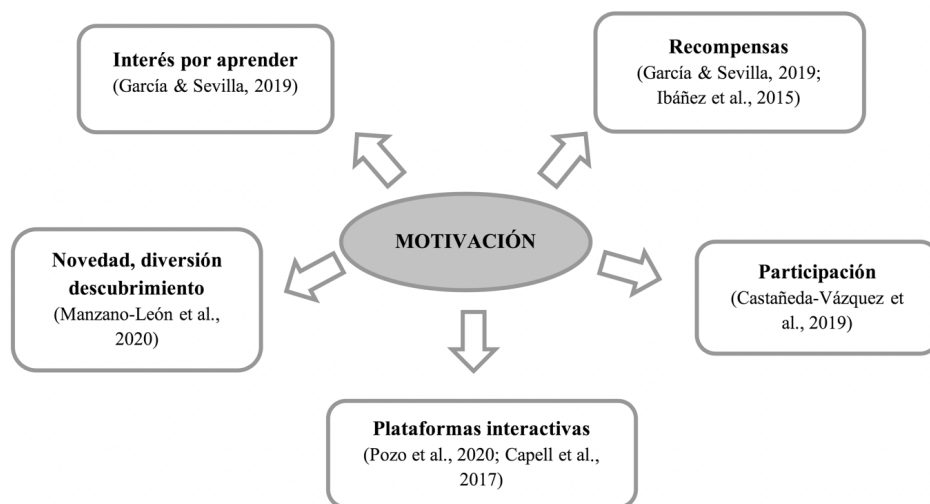 Interés por aprender
(García & Sevilla, 2019)
Recompensas
(García & Sevilla, 2019;
Ibáñez et al., 2015)
MOTIVACIÓN
Novedad, diversión
descubrimiento
(Manzano-León et al.,
2020)
Participación
(Castañeda-Vázquez et
al., 2019)
Plataformas interactivas
(Pozo et al., 2020; Capell et al.,
2017)